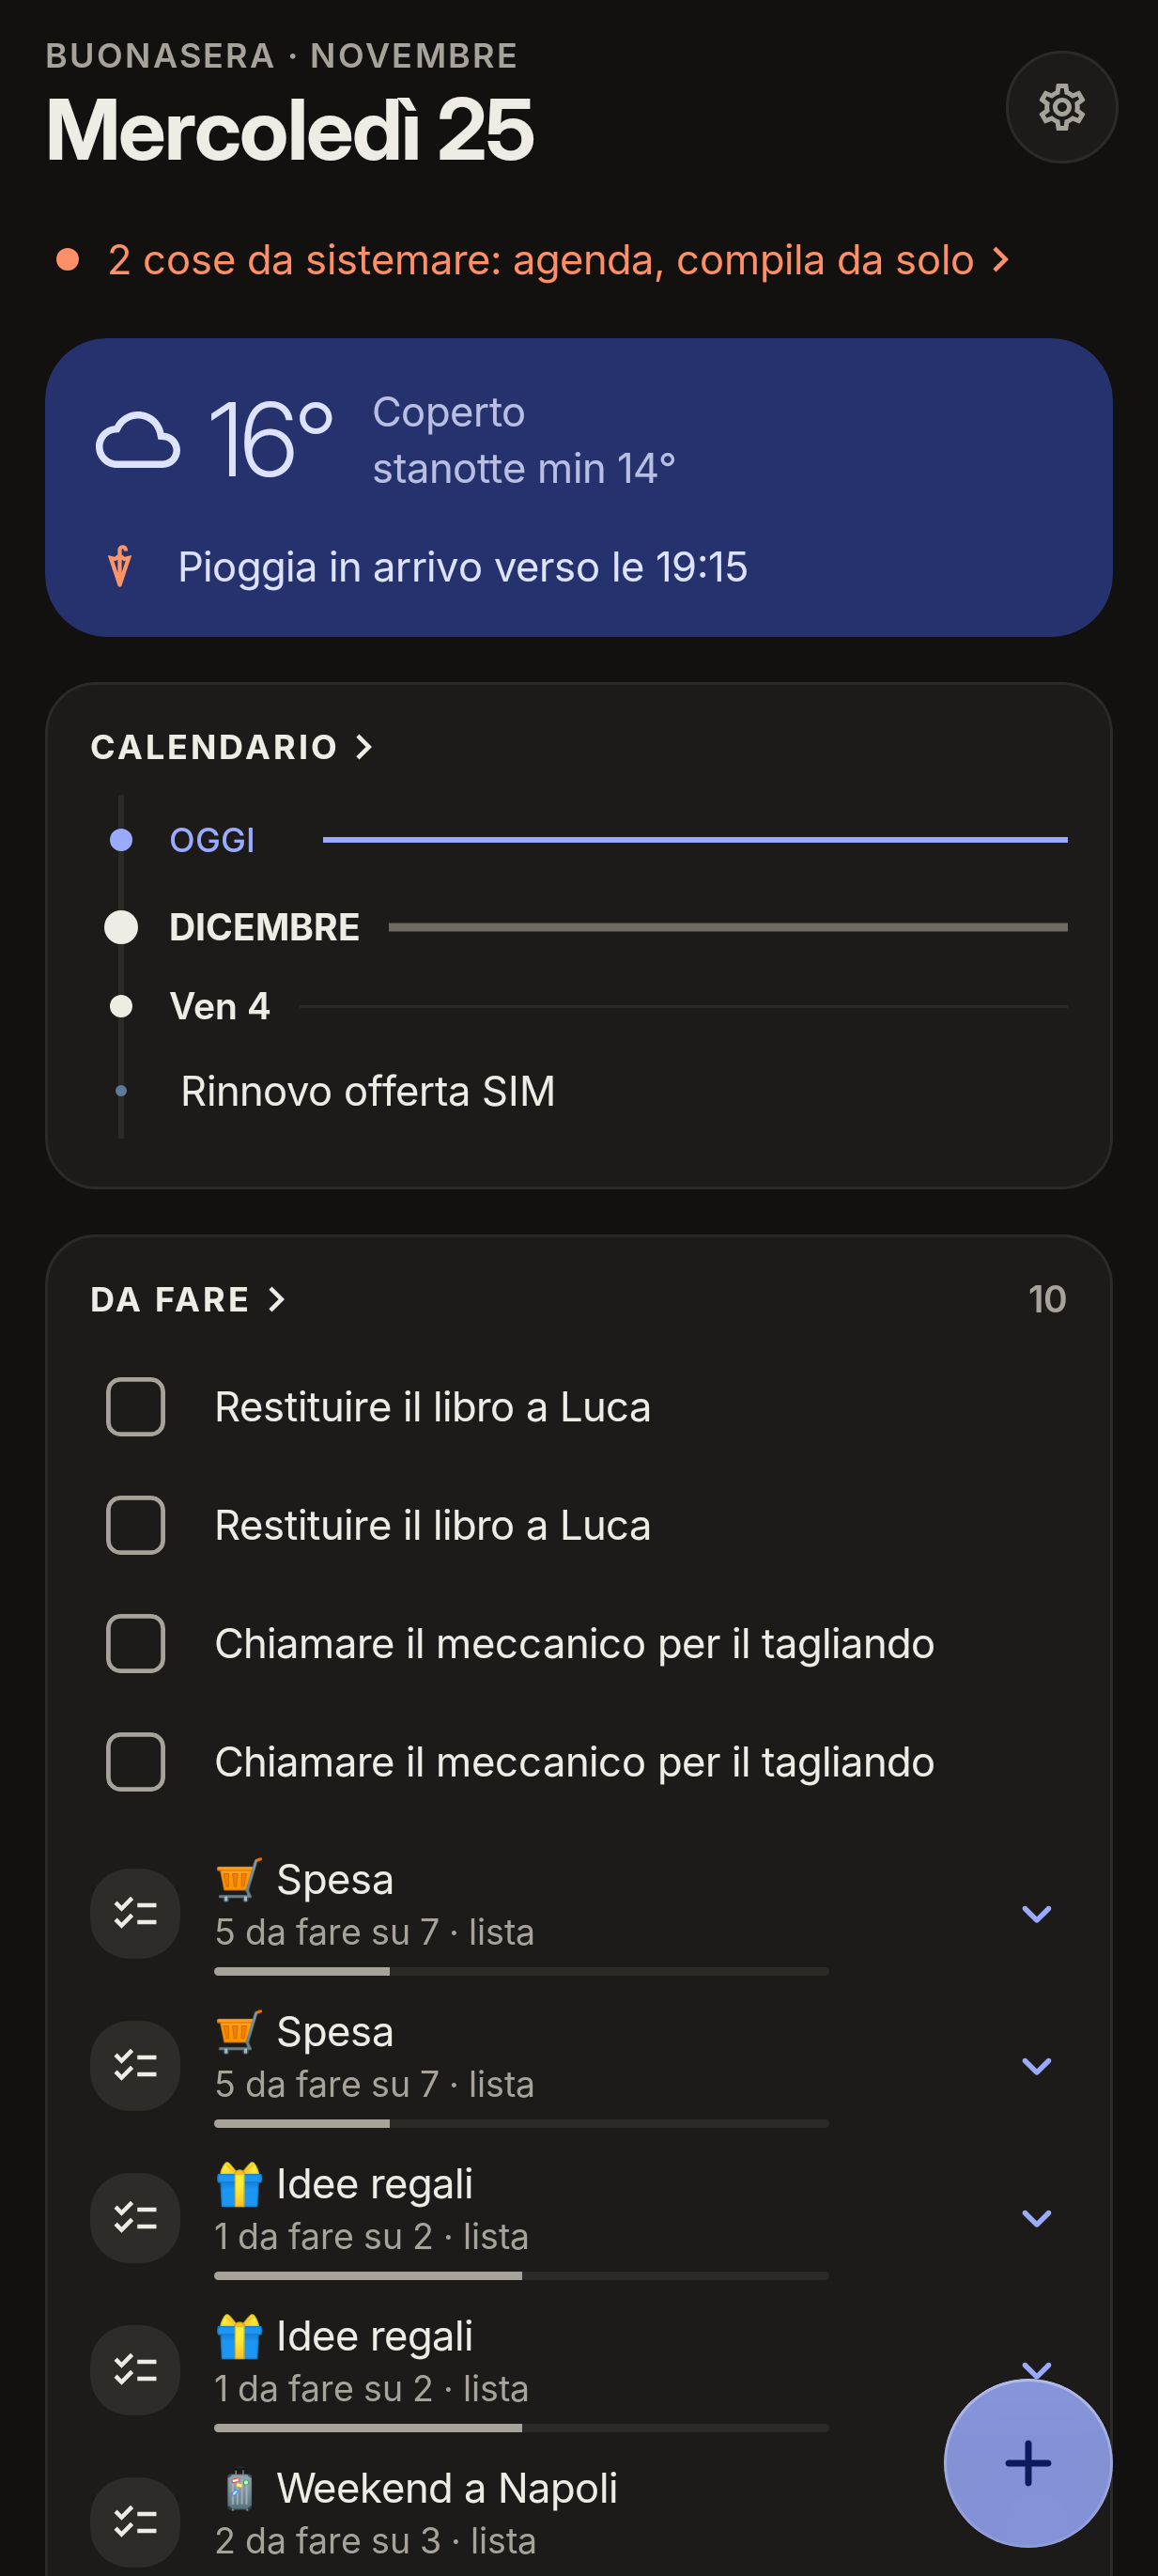 BUONASERA · NOVEMBRE
Mercoledì 25
2 cose da sistemare: agenda, compila da solo
16° Coperto
stanotte min 14°
Pioggia in arrivo verso le 19:15
CALENDARIO
OGGI
DICEMBRE
Ven 4
Rinnovo offerta SIM
DA FARE 10
Restituire il libro a Luca
Restituire il libro a Luca
Chiamare il meccanico per il tagliando
Chiamare il meccanico per il tagliando
🛒 Spesa
5 da fare su 7 · lista
🛒 Spesa
5 da fare su 7 · lista
🎁 Idee regali
1 da fare su 2 · lista
🎁 Idee regali
1 da fare su 2 · lista
🧳 Weekend a Napoli
2 da fare su 3 · lista